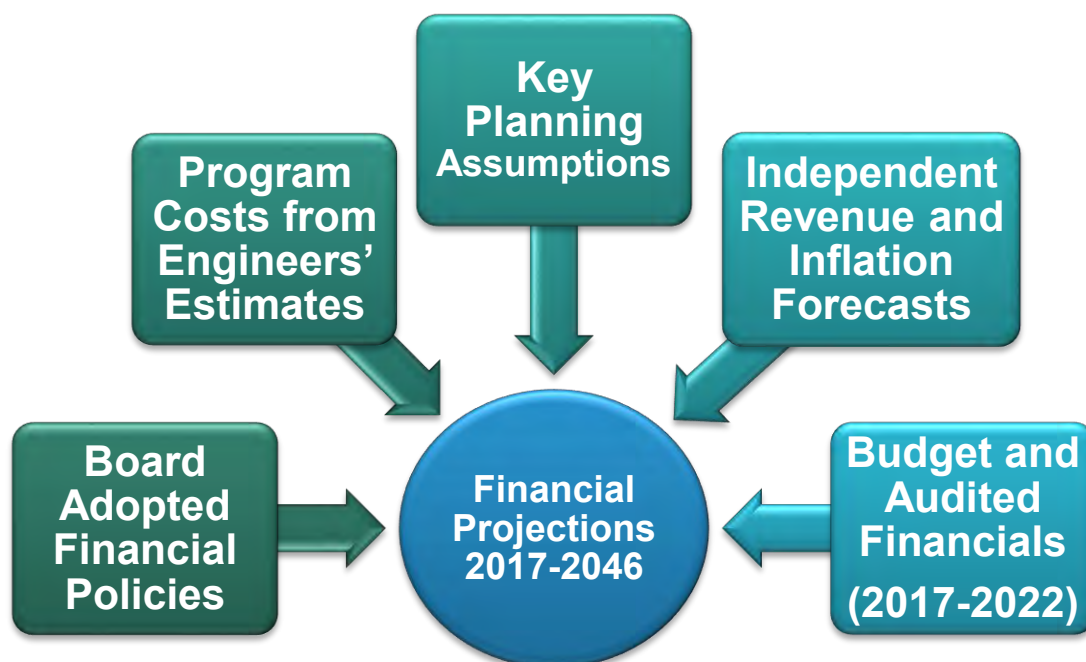 Key
Planning
Assumptions
Program
Costs from
Engineers’
Estimates
Independent
Revenue and
Inflation
Forecasts
Board
Adopted
Financial
Policies
Financial
Projections
2017-2046
Budget and
Audited
Financials
(2017-2022)